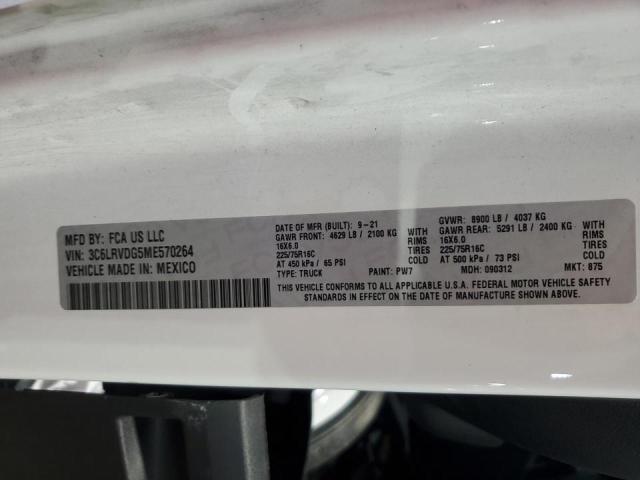 MFD BY: FCA US LLC
VIN: 3C6LRVDG5ME570264
VEHICLE MADE IN: MEXICO
DATE OF MFR (BUILT): 9-21
GAWR FRONT: 4629 LB / 2100 KG WITH
16X6.0 RIMS
225/75R16C TIRES
AT 450 kPa / 65 PSI COLD
TYPE: TRUCK PAINT: PW7
GVWR: 8900 LB / 4037 KG
GAWR REAR: 5291 LB / 2400 KG WITH
16X6.0 RIMS
225/75R16C TIRES
AT 500 kPa / 73 PSI COLD
MDH: 090312 MKT: 875
THIS VEHICLE CONFORMS TO ALL APPLICABLE U.S.A. FEDERAL MOTOR VEHICLE SAFETY
STANDARDS IN EFFECT ON THE DATE OF MANUFACTURE SHOWN ABOVE.